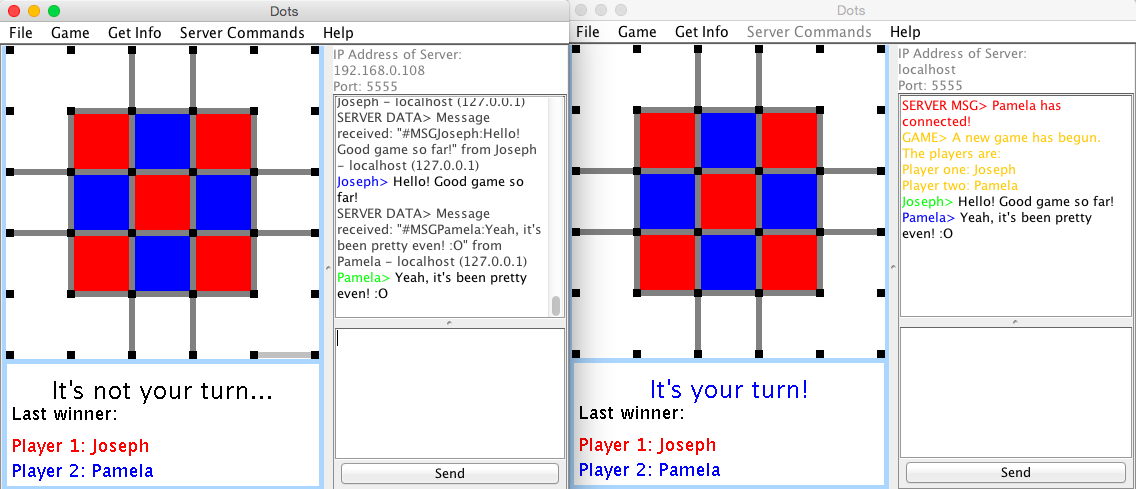 Dots
File Game Get Info Server Commands Help
IP Address of Server:
192.168.0.108
Port: 5555
Joseph - localhost (127.0.0.1)
SERVER DATA> Message
received: "#MSGJoseph:Hello!
Good game so far!" from Joseph
- localhost (127.0.0.1)
Joseph> Hello! Good game so
far!
SERVER DATA> Message
received: "#MSGPamela:Yeah, it's
been pretty even! :O" from
Pamela - localhost (127.0.0.1)
Pamela> Yeah, it's been pretty
even! :O
Send
It's not your turn...
Last winner:
Player 1: Joseph
Player 2: Pamela
Dots
File Game Get Info Server Commands Help
IP Address of Server:
localhost
Port: 5555
SERVER MSG> Pamela has
connected!
GAME> A new game has begun.
The players are:
Player one: Joseph
Player two: Pamela
Joseph> Hello! Good game so far!
Pamela> Yeah, it's been pretty
even! :O
Send
It's your turn!
Last winner:
Player 1: Joseph
Player 2: Pamela